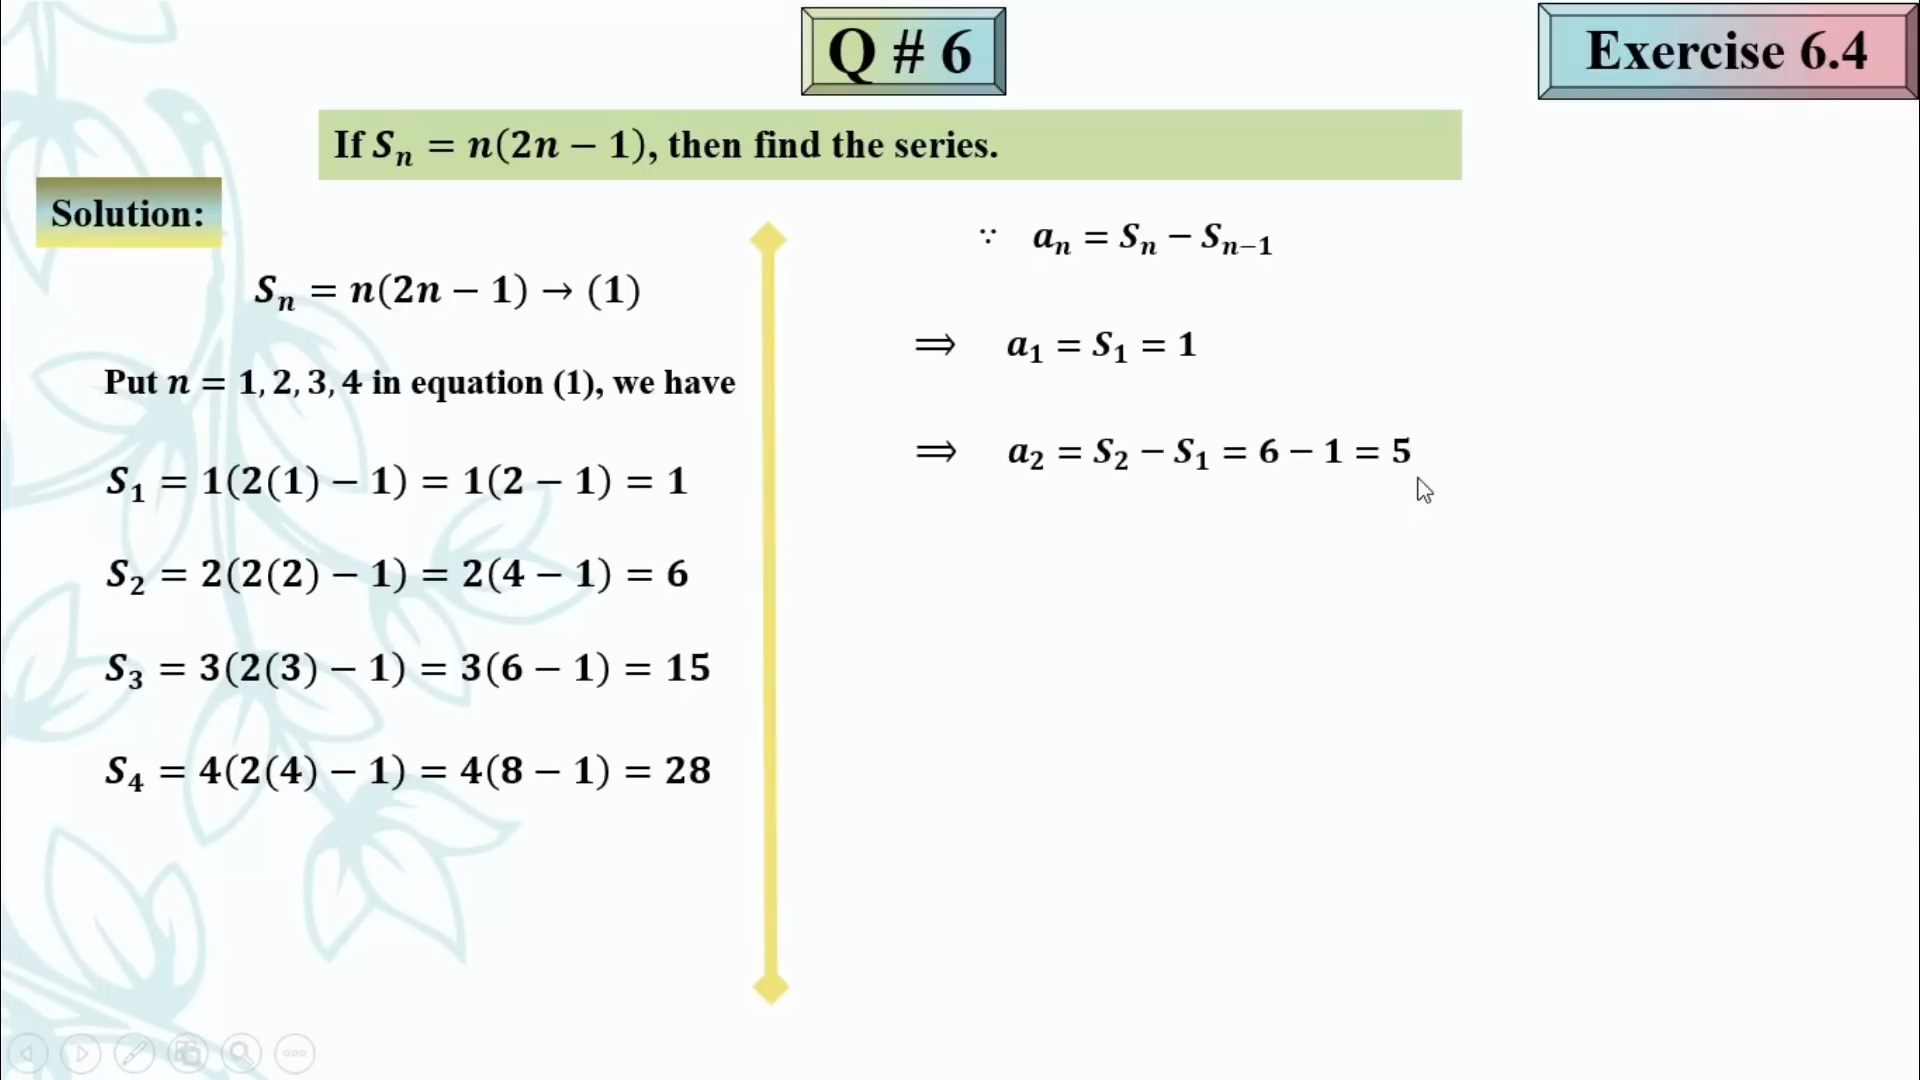 Q # 6
Exercise 6.4
If Sₙ = n(2n − 1), then find the series.
Solution:
Sₙ = n(2n − 1) → (1)
Put n = 1, 2, 3, 4 in equation (1), we have
S₁ = 1(2(1) − 1) = 1(2 − 1) = 1
S₂ = 2(2(2) − 1) = 2(4 − 1) = 6
S₃ = 3(2(3) − 1) = 3(6 − 1) = 15
S₄ = 4(2(4) − 1) = 4(8 − 1) = 28
∵ aₙ = Sₙ − Sₙ₋₁
⟹ a₁ = S₁ = 1
⟹ a₂ = S₂ − S₁ = 6 − 1 = 5